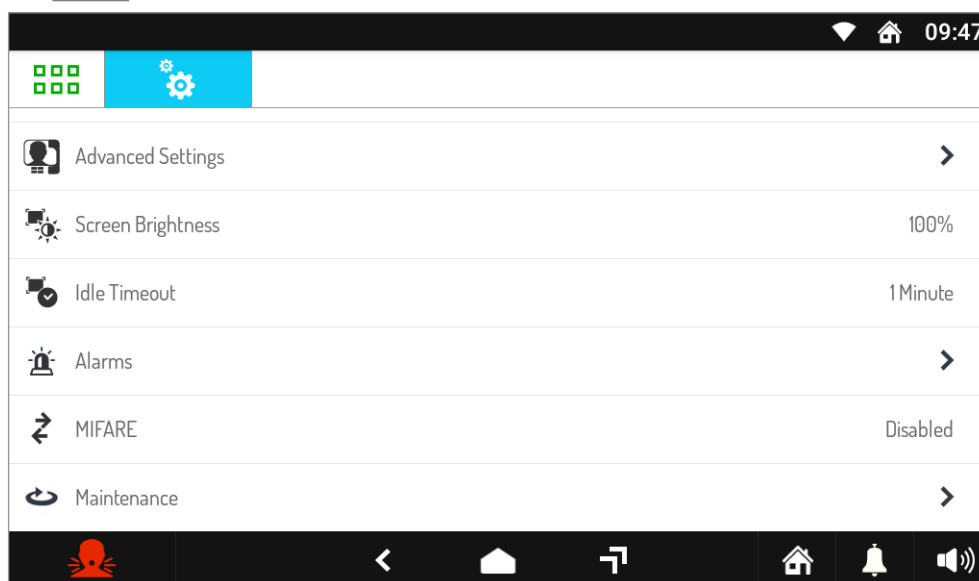 09:47
Advanced Settings
Screen Brightness 100%
Idle Timeout 1 Minute
Alarms
MIFARE Disabled
Maintenance